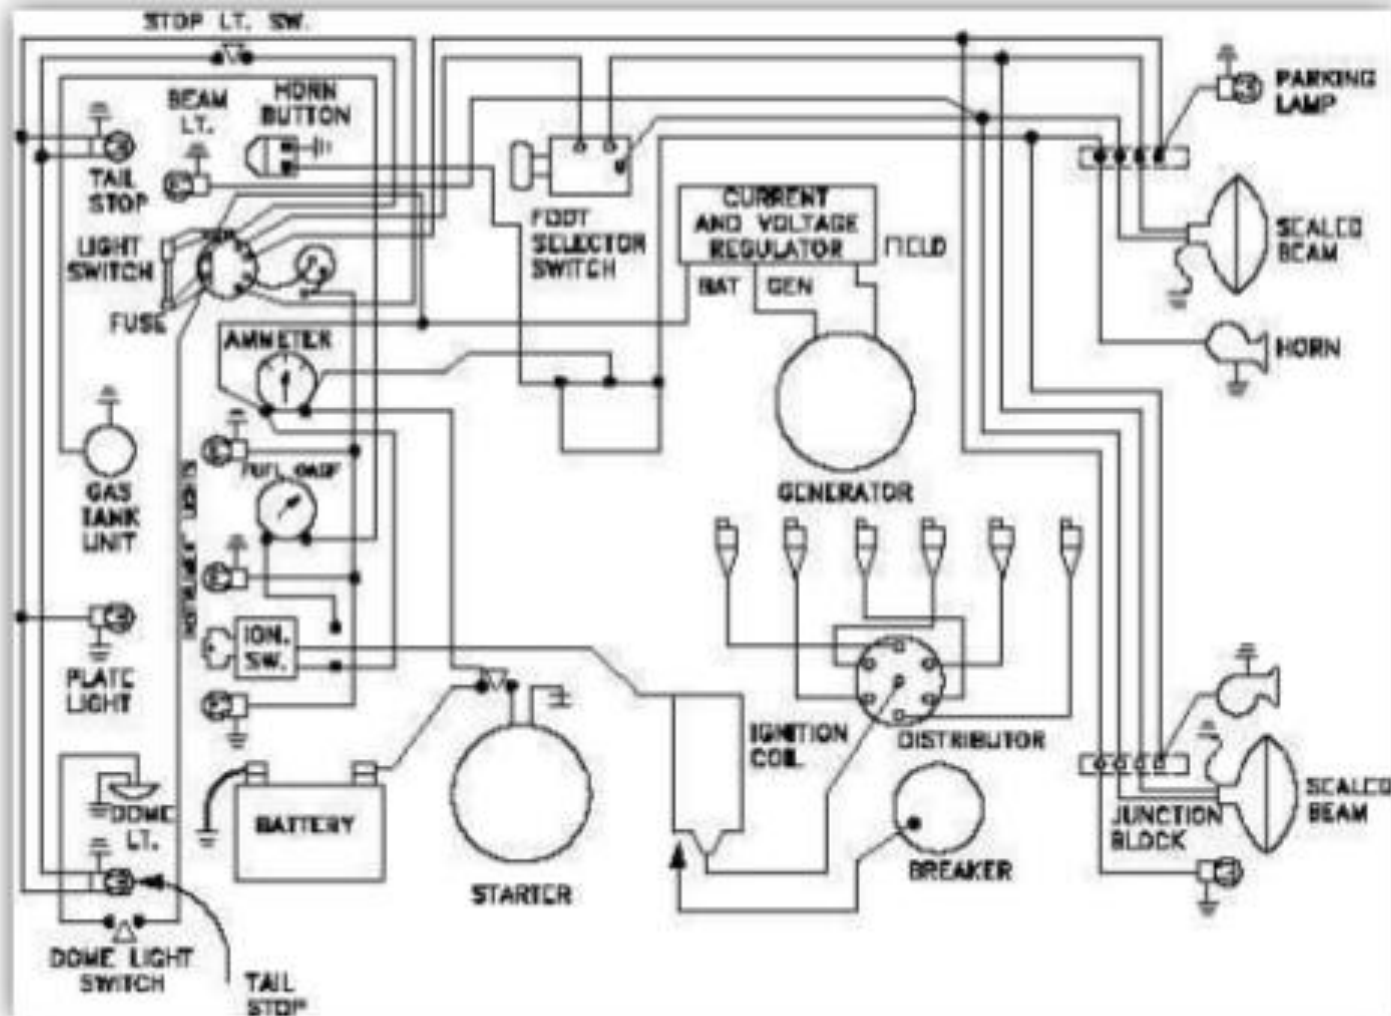 STOP LT. SW.
BEAM
LT.
HORN
BUTTON
PARKING
LAMP
TAIL
STOP
LIGHT
SWITCH
FUSE
FOOT
SELECTOR
SWITCH
CURRENT
AND VOLTAGE
REGULATOR
FIELD
BAT GEN
SEALED
BEAM
HORN
AMMETER
GAS
TANK
UNIT
FUEL GAGE
GENERATOR
IGN.
SW.
PLATE
LIGHT
IGNITION
COIL
DISTRIBUTOR
DOME
LT.
BATTERY
STARTER
BREAKER
JUNCTION
BLOCK
SEALED
BEAM
DOME LIGHT
SWITCH
TAIL
STOP